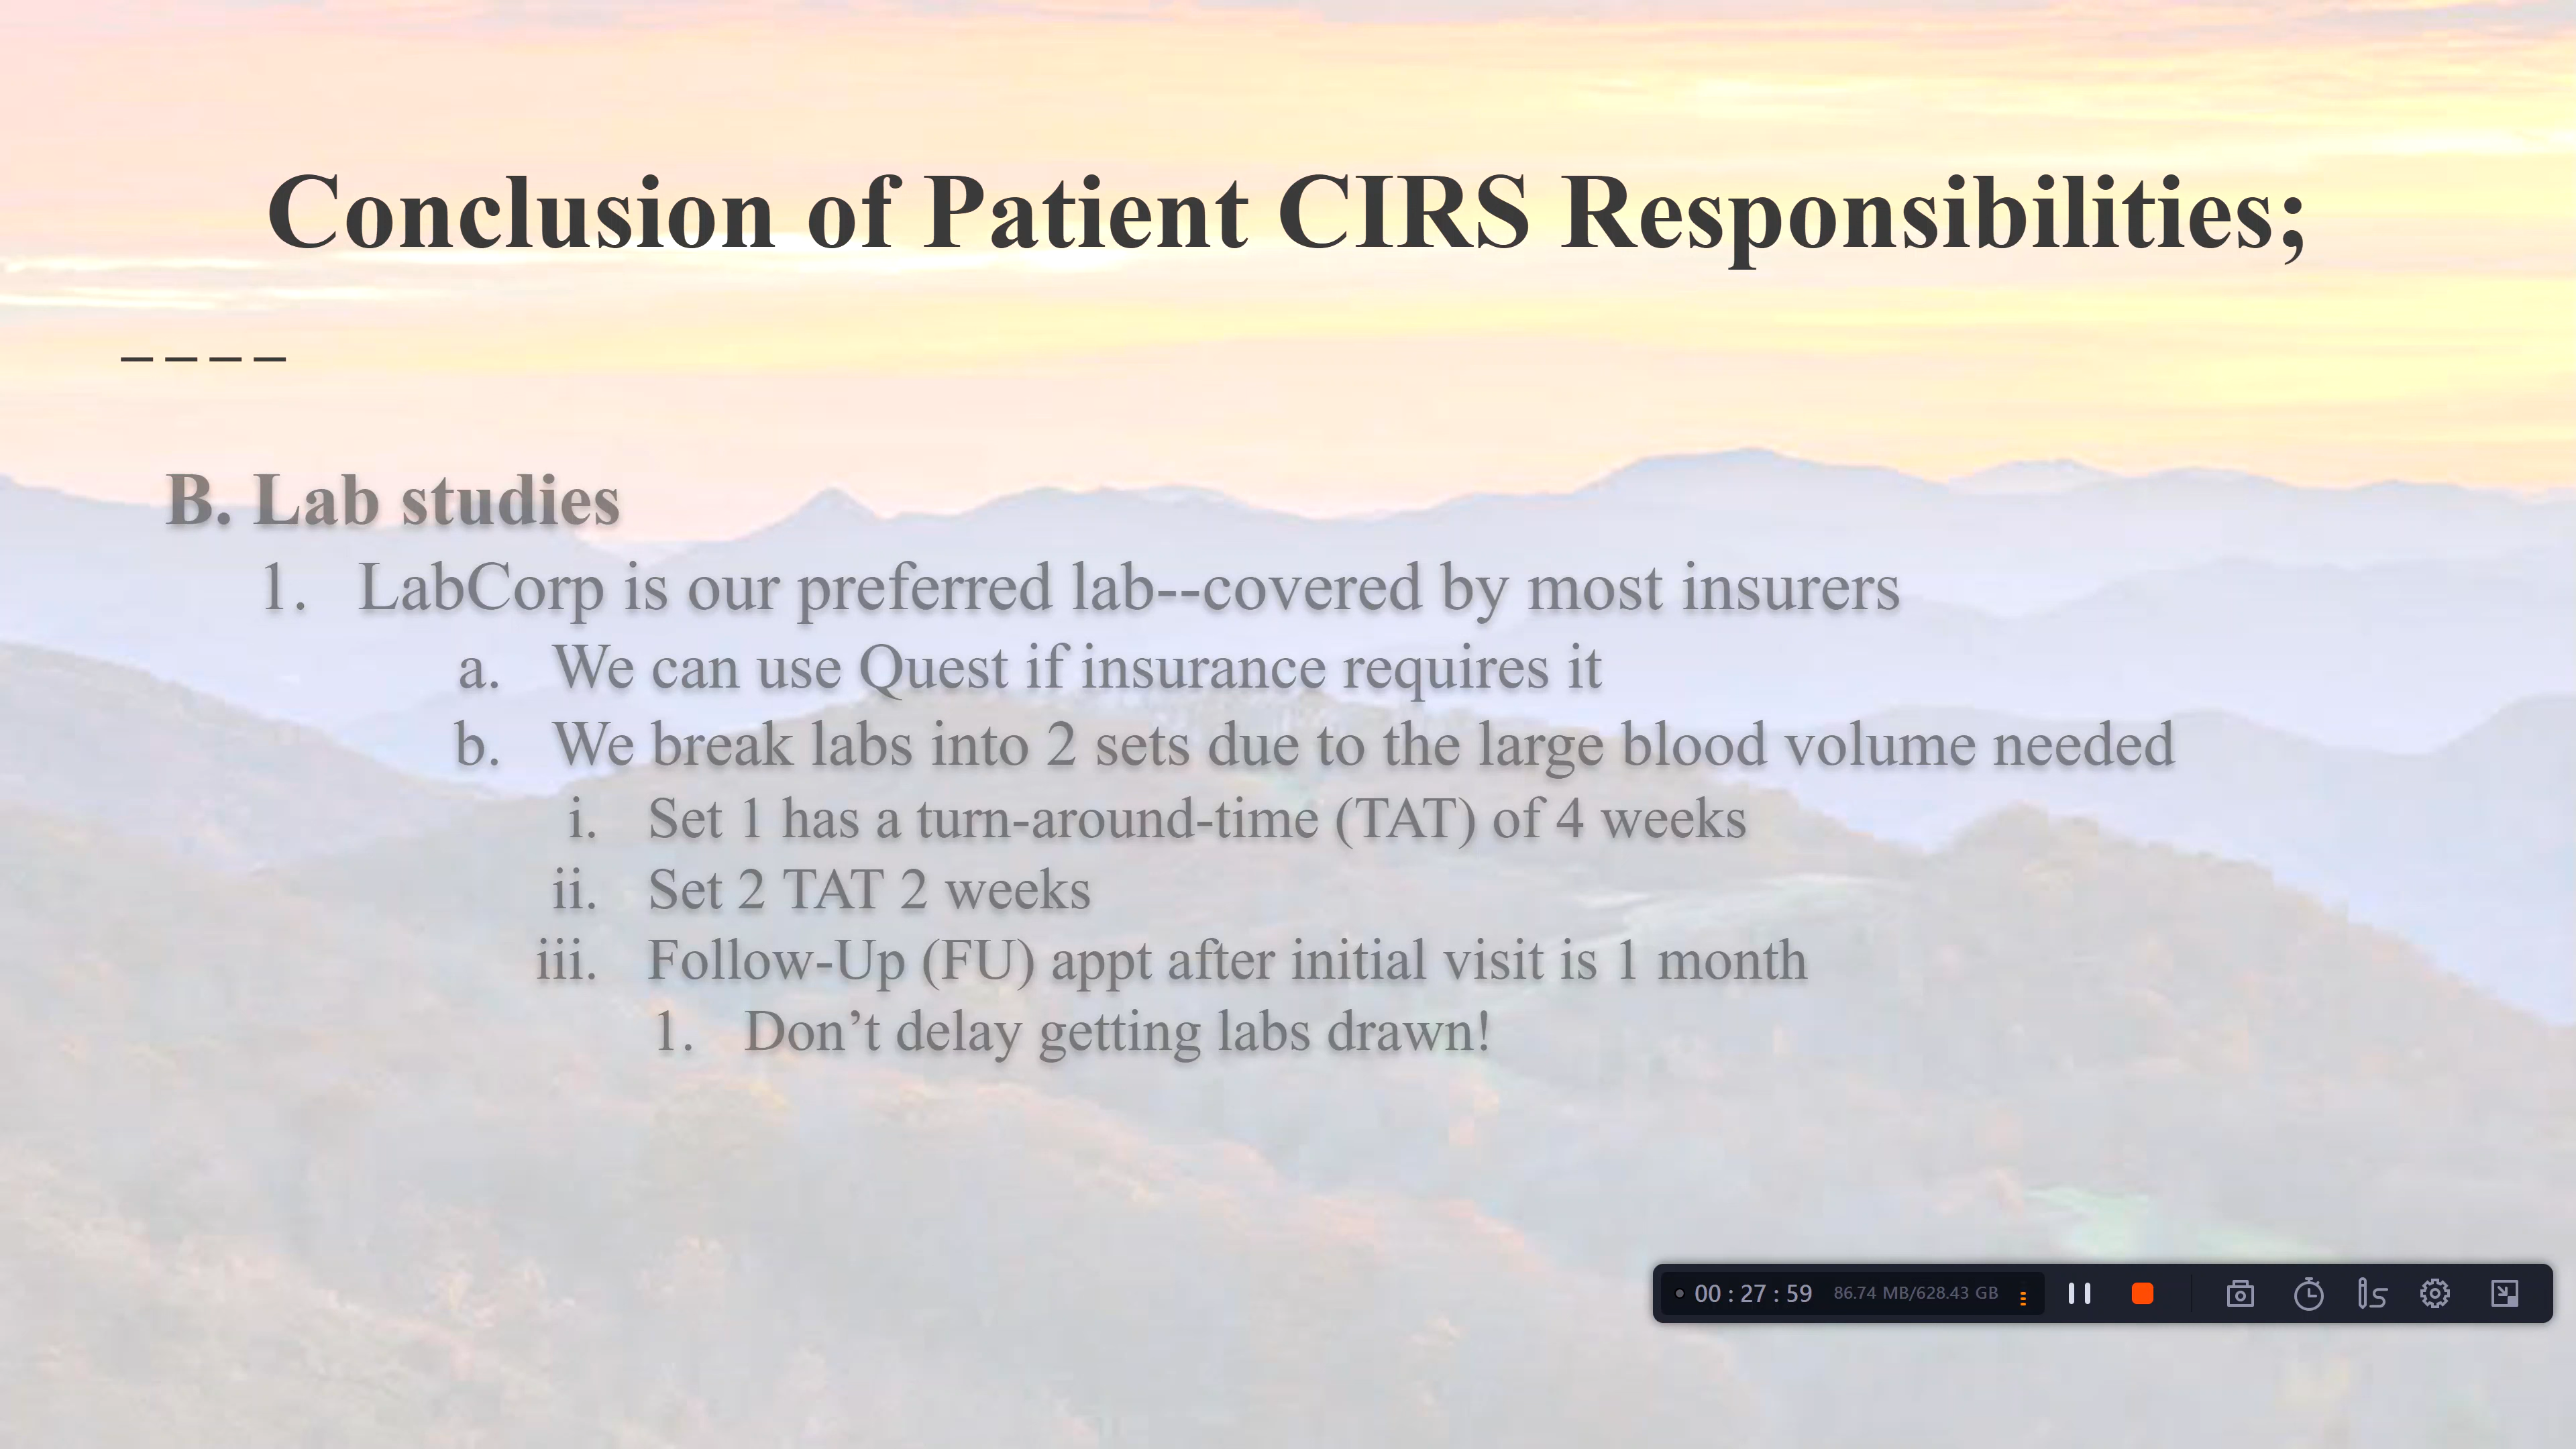 Conclusion of Patient CIRS Responsibilities;
B. Lab studies
1. LabCorp is our preferred lab--covered by most insurers
a. We can use Quest if insurance requires it
b. We break labs into 2 sets due to the large blood volume needed
i. Set 1 has a turn-around-time (TAT) of 4 weeks
ii. Set 2 TAT 2 weeks
iii. Follow-Up (FU) appt after initial visit is 1 month
1. Don’t delay getting labs drawn!
00 : 27 : 59 86.74 MB/628.43 GB